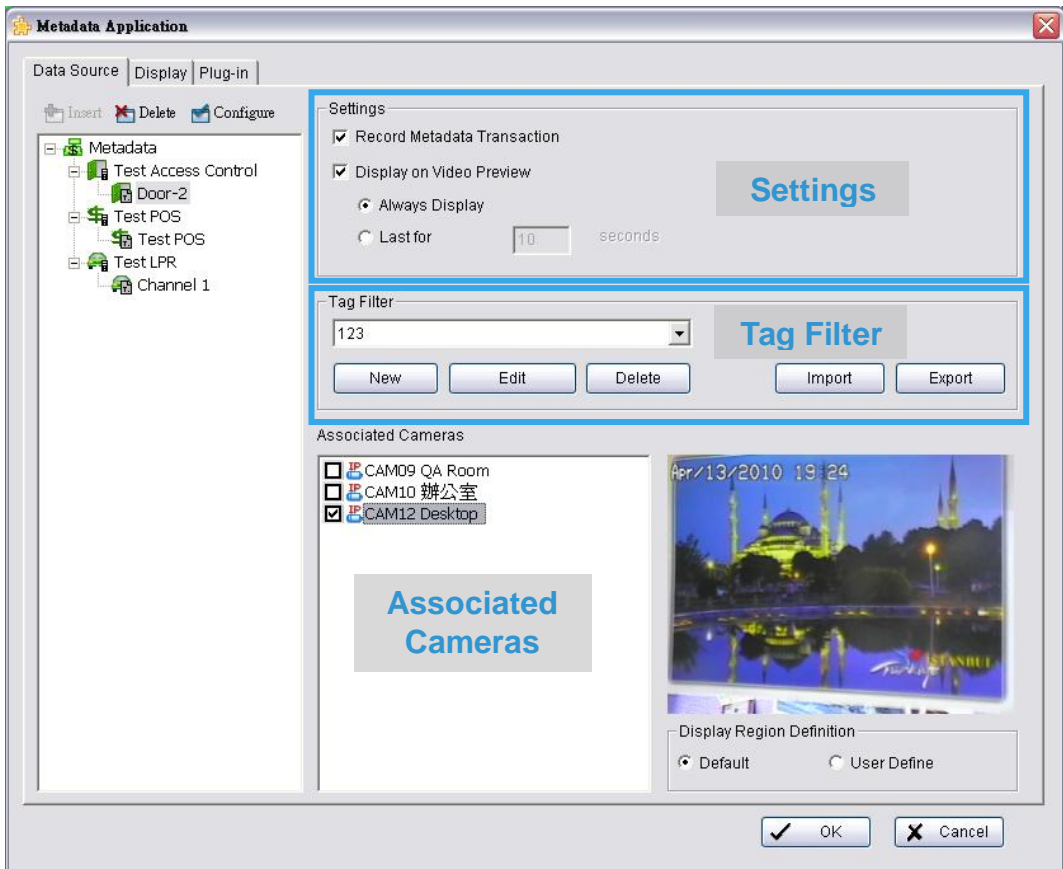 Metadata Application
Data Source Display Plug-in
Insert Delete Configure
Metadata
Test Access Control
Door-2
Test POS
Test POS
Test LPR
Channel 1
Settings
Record Metadata Transaction
Display on Video Preview
Always Display
Last for 10 seconds
Settings
Tag Filter
123
Tag Filter
New Edit Delete Import Export
Associated Cameras
IP CAM09 QA Room
IP CAM10 辦公室
IP CAM12 Desktop
Associated
Cameras
Apr/13/2010 19:24
Türkiye
ISTANBUL
Display Region Definition
Default User Define
OK Cancel